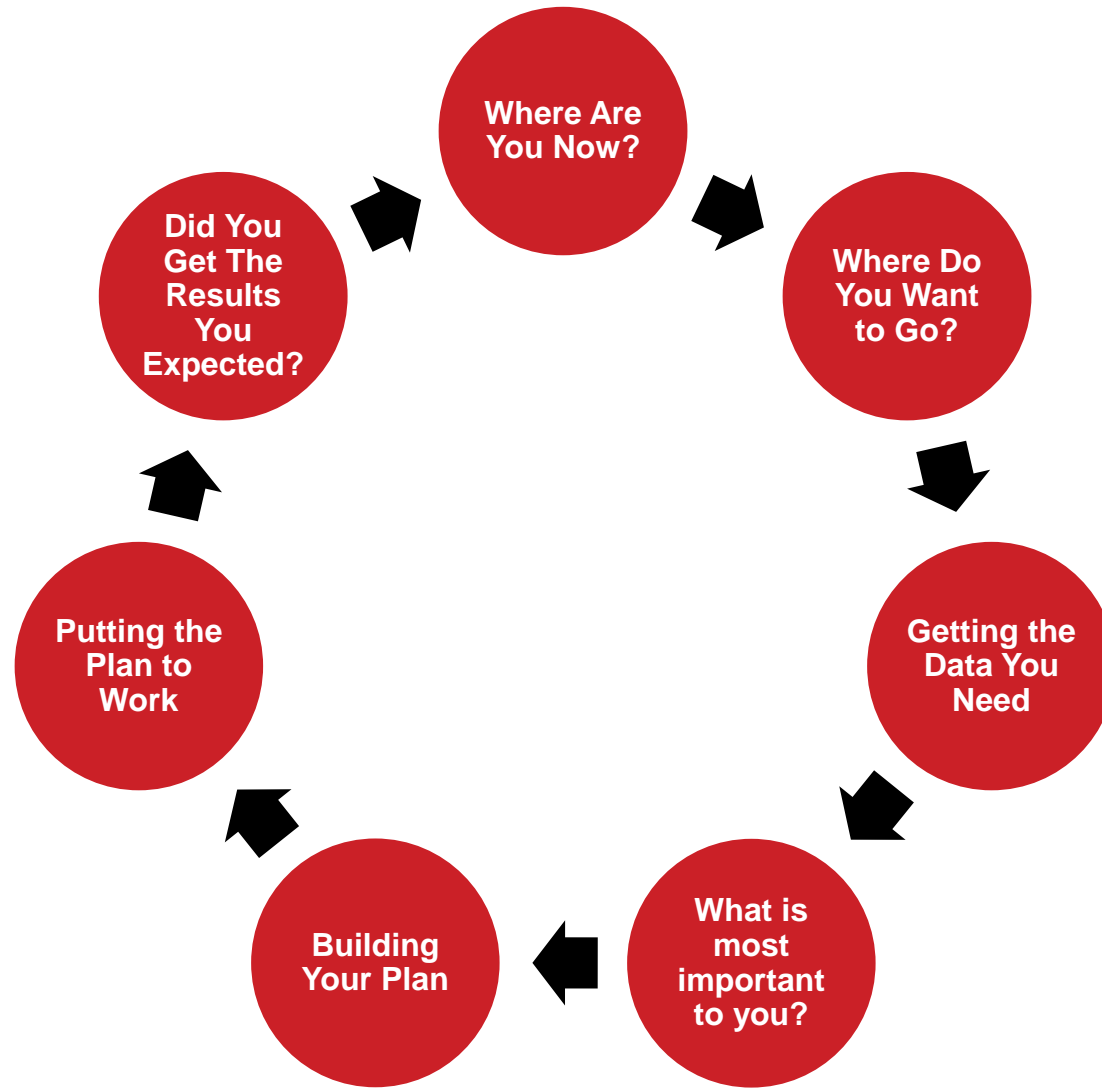 Where Are
You Now?
Where Do
You Want
to Go?
Getting the
Data You
Need
What is
most
important
to you?
Building
Your Plan
Putting the
Plan to
Work
Did You
Get The
Results
You
Expected?